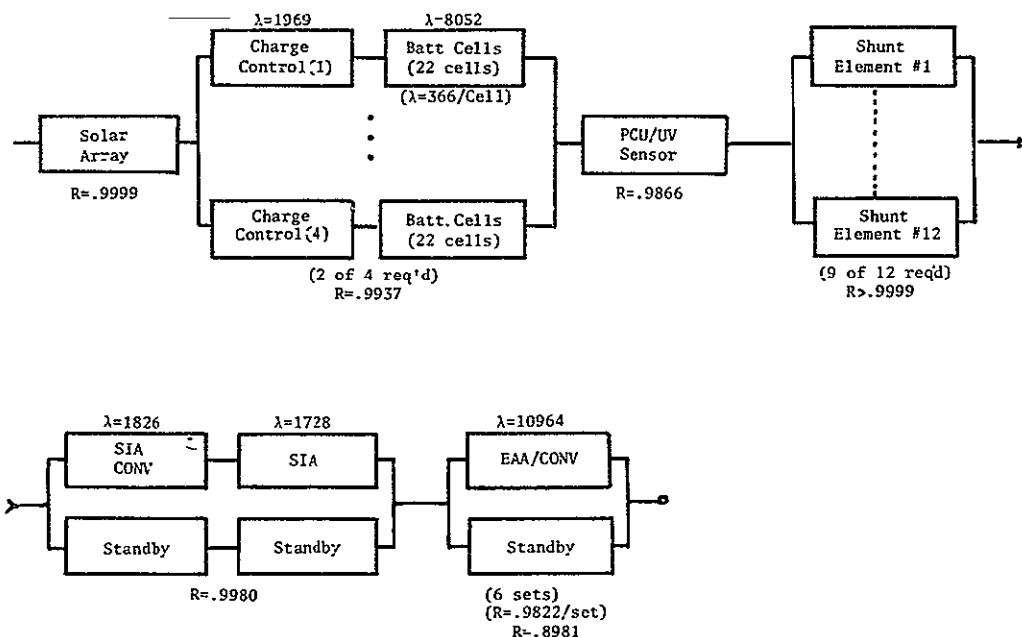 λ=1969
λ-8052
Charge
Control(1)
Batt Cells
(22 cells)
(λ=366/Cell)
Shunt
Element #1
Solar
Array
R=.9999
PCU/UV
Sensor
R=.9866
Charge
Control(4)
Batt. Cells
(22 cells)
(2 of 4 req'd)
R=.9937
Shunt
Element #12
(9 of 12 req'd)
R>.9999
λ=1826
λ=1728
λ=10964
SIA
CONV
SIA
EAA/CONV
Standby
Standby
Standby
R=.9980
(6 sets)
(R=.9822/set)
R=.8981